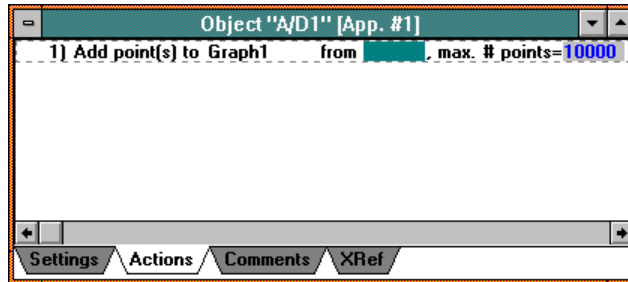 Object "A/D1" [App. #1]
1) Add point(s) to Graph1 from , max. # points=10000
Settings Actions Comments XRef